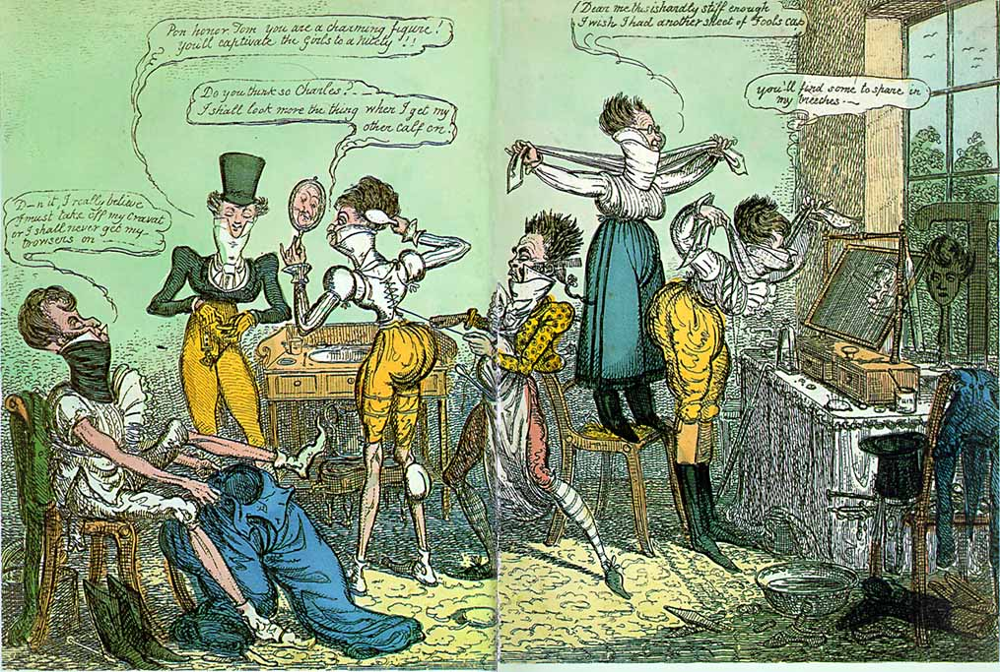 Pon honor Tom you are a charming figure!
you'll captivate the Girls to a nicety!!!
Do you think so Charles? —
I shall look more the thing when I get my
other calf on
D—n it, I really believe
I must take off my Cravat
or I shall never get my
trowsers on —
Dear me this is hardly stiff enough
I wish I had another sheet of Fools cap
you'll find some to spare in
my breeches —